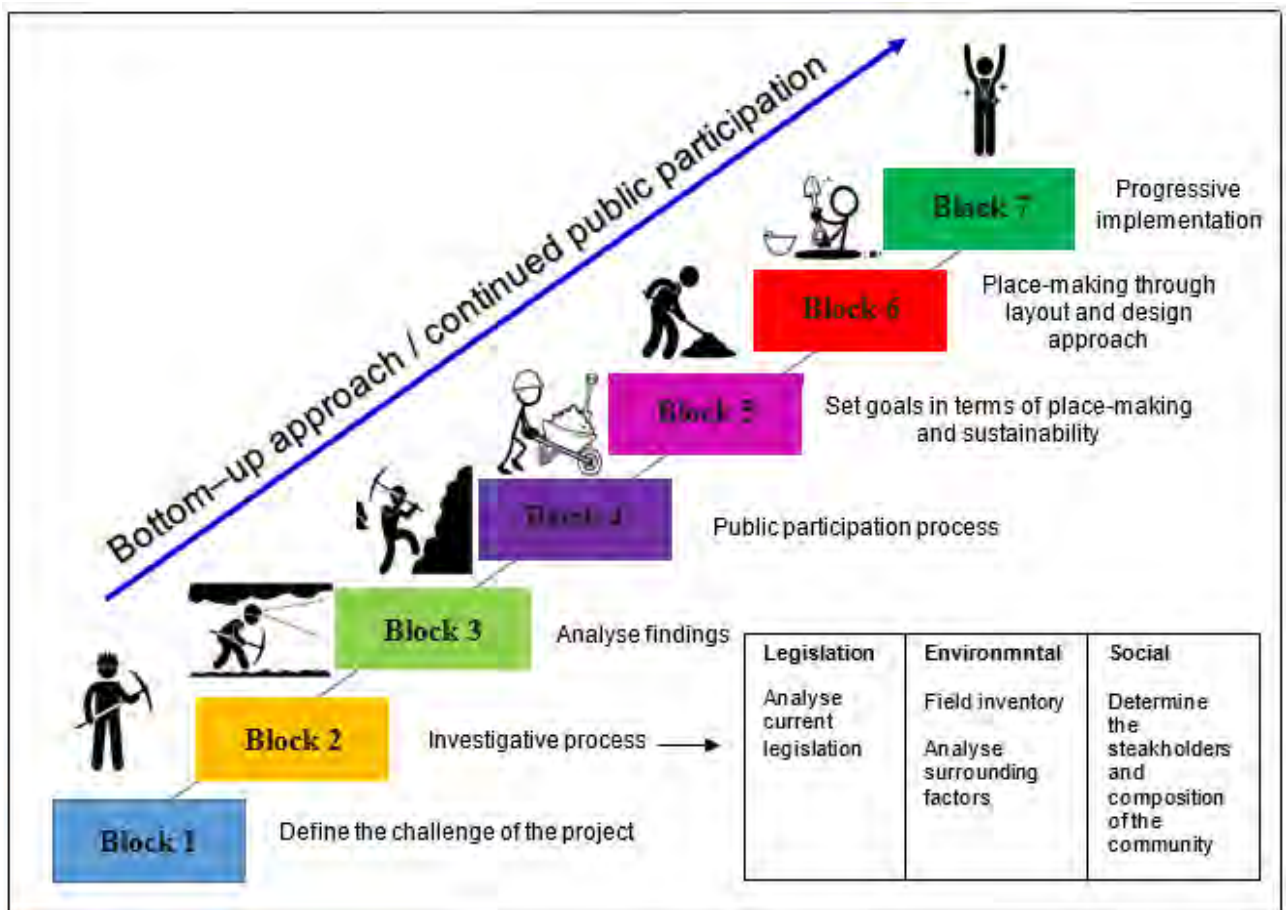 Bottom–up approach / continued public participation
Block 7
Progressive
implementation
Block 6
Place-making through
layout and design
approach
Block 5
Set goals in terms of place-making
and sustainability
Block 4
Public participation process
Block 3
Analyse findings
Block 2
Investigative process
Block 1
Define the challenge of the project
Legislation
Analyse
current
legislation
Environmntal
Field inventory
Analyse
surrounding
factors
Social
Determine
the
steakholders
and
composition
of the
community